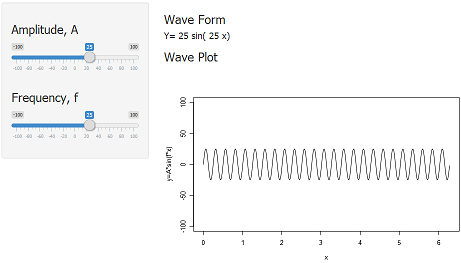 Amplitude, A
-100 25 100
-100 -80 -60 -40 -20 0 20 40 60 80 100
Frequency, f
-100 25 100
-100 -80 -60 -40 -20 0 20 40 60 80 100
Wave Form
Y= 25 sin( 25 x)
Wave Plot
y=A*sin(f*x)
100
50
0
-50
-100
0 1 2 3 4 5 6
x